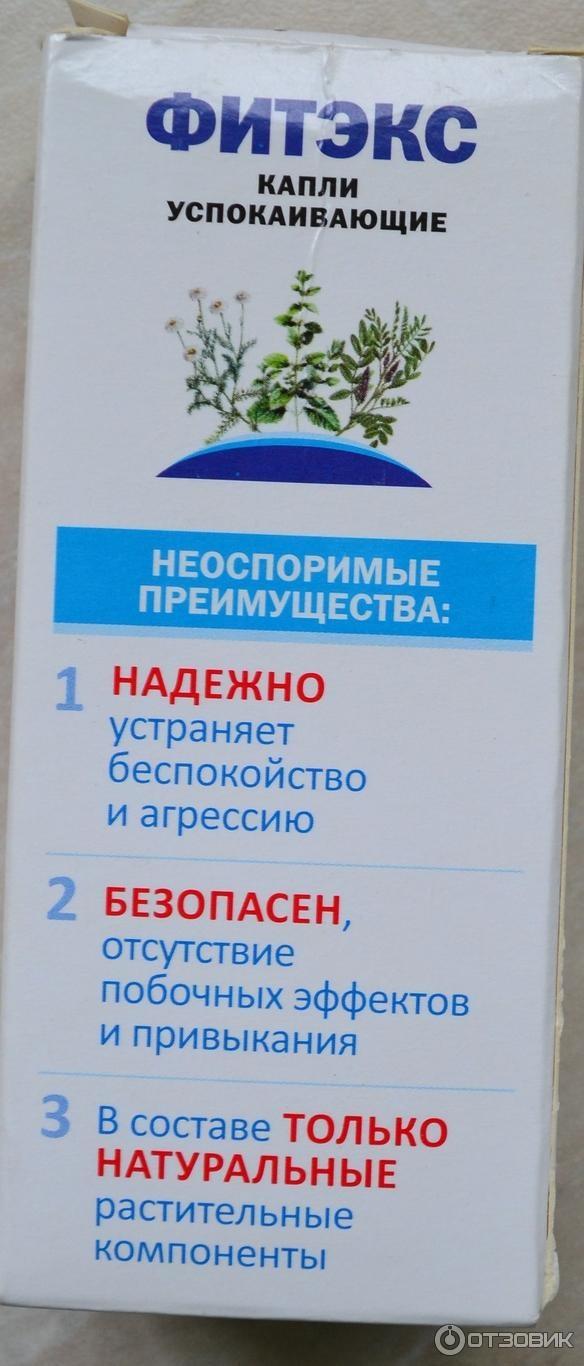 ФИТЭКС
КАПЛИ
УСПОКАИВАЮЩИЕ
НЕОСПОРИМЫЕ
ПРЕИМУЩЕСТВА:
1 НАДЕЖНО
устраняет
беспокойство
и агрессию
2 БЕЗОПАСЕН,
отсутствие
побочных эффектов
и привыкания
3 В составе ТОЛЬКО
НАТУРАЛЬНЫЕ
растительные
компоненты
ОТЗОВИК